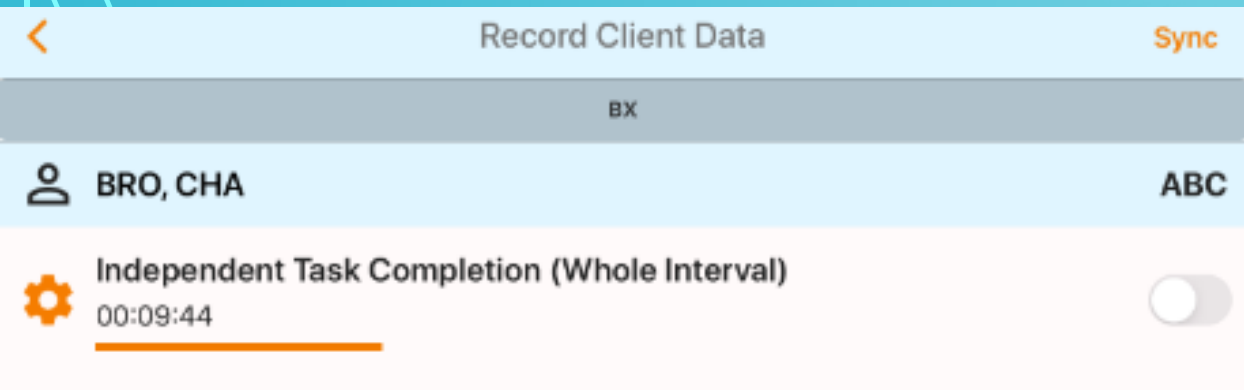 Record Client Data
Sync
BX
BRO, CHA
ABC
Independent Task Completion (Whole Interval)
00:09:44